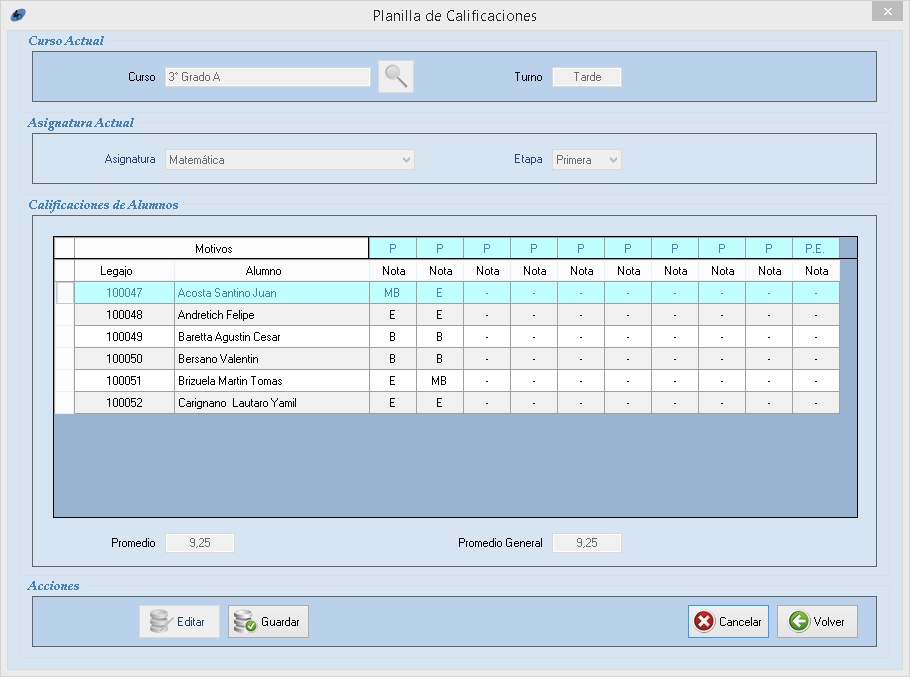 Planilla de Calificaciones
Curso Actual
Curso 3° Grado A Turno Tarde
Asignatura Actual
Asignatura Matemática Etapa Primera
Calificaciones de Alumnos
Motivos P P P P P P P P P P.E.
Legajo Alumno Nota Nota Nota Nota Nota Nota Nota Nota Nota Nota
100047 Acosta Santino Juan MB E - - - - - - - -
100048 Andretich Felipe E E - - - - - - - -
100049 Baretta Agustin Cesar B B - - - - - - - -
100050 Bersano Valentin B B - - - - - - - -
100051 Brizuela Martin Tomas E MB - - - - - - - -
100052 Carignano Lautaro Yamil E E - - - - - - - -
Promedio 9,25 Promedio General 9,25
Acciones
Editar Guardar Cancelar Volver